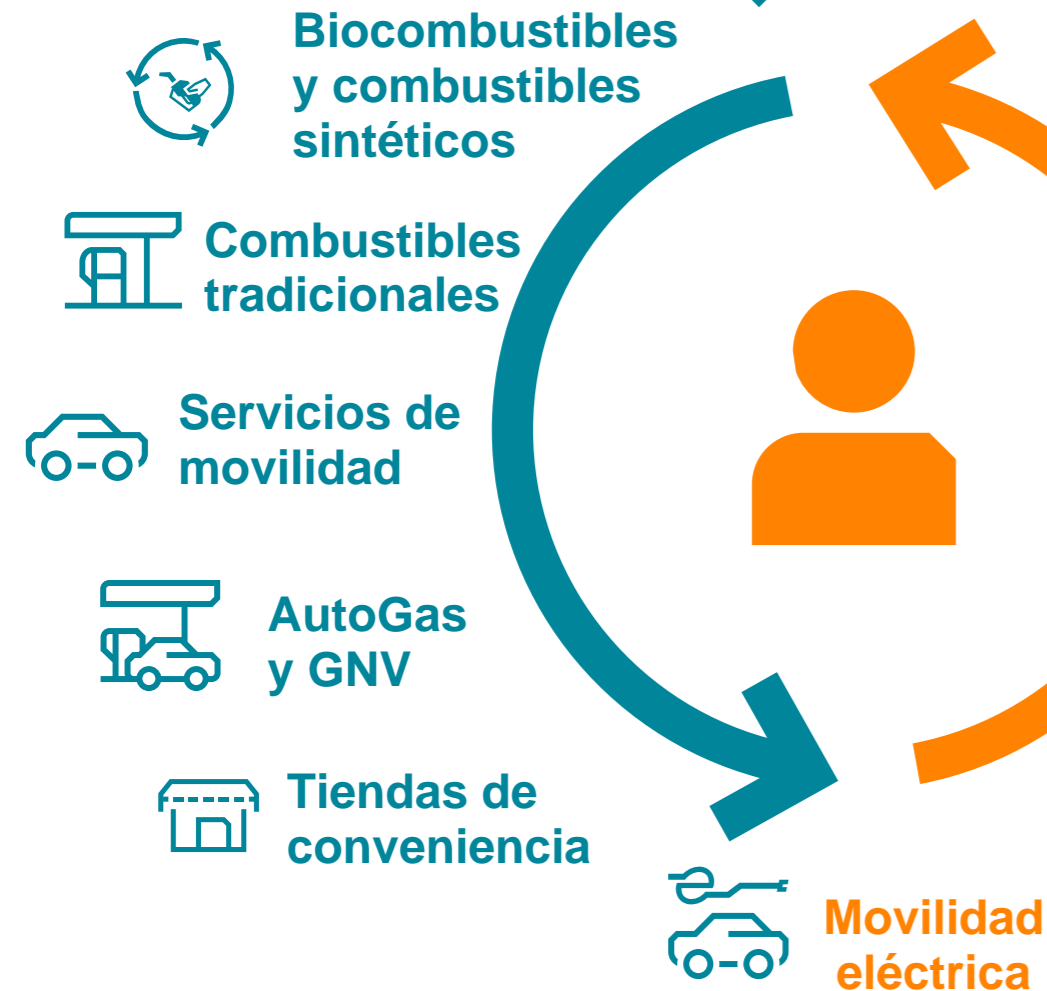 Biocombustibles
y combustibles
sintéticos
Combustibles
tradicionales
Servicios de
movilidad
AutoGas
y GNV
Tiendas de
conveniencia
Movilidad
eléctrica